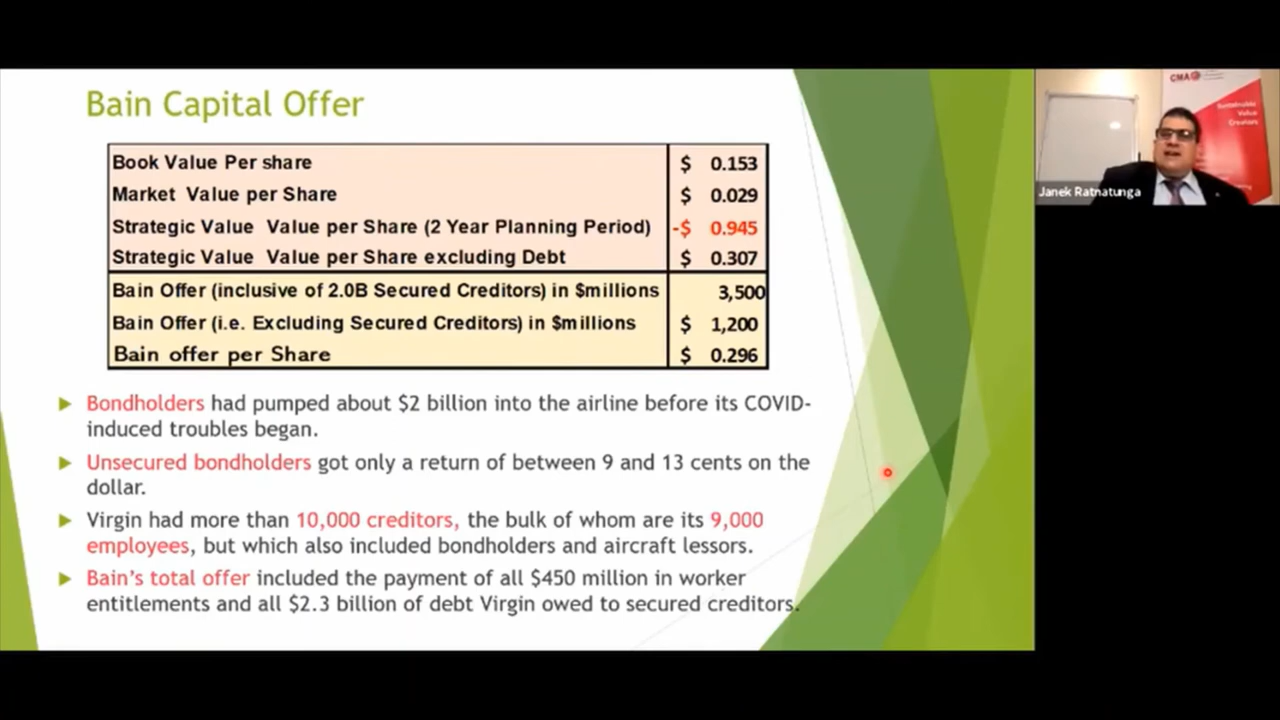 Bain Capital Offer
Book Value Per share $ 0.153
Market Value per Share $ 0.029
Strategic Value Value per Share (2 Year Planning Period) -$ 0.945
Strategic Value Value per Share excluding Debt $ 0.307
Bain Offer (inclusive of 2.0B Secured Creditors) in $millions 3,500
Bain Offer (i.e. Excluding Secured Creditors) in $millions $ 1,200
Bain offer per Share $ 0.296
Bondholders had pumped about $2 billion into the airline before its COVID-
induced troubles began.
Unsecured bondholders got only a return of between 9 and 13 cents on the
dollar.
Virgin had more than 10,000 creditors, the bulk of whom are its 9,000
employees, but which also included bondholders and aircraft lessors.
Bain's total offer included the payment of all $450 million in worker
entitlements and all $2.3 billion of debt Virgin owed to secured creditors.
CMA
Sustainable
Value
Creators
Janek Ratnatunga